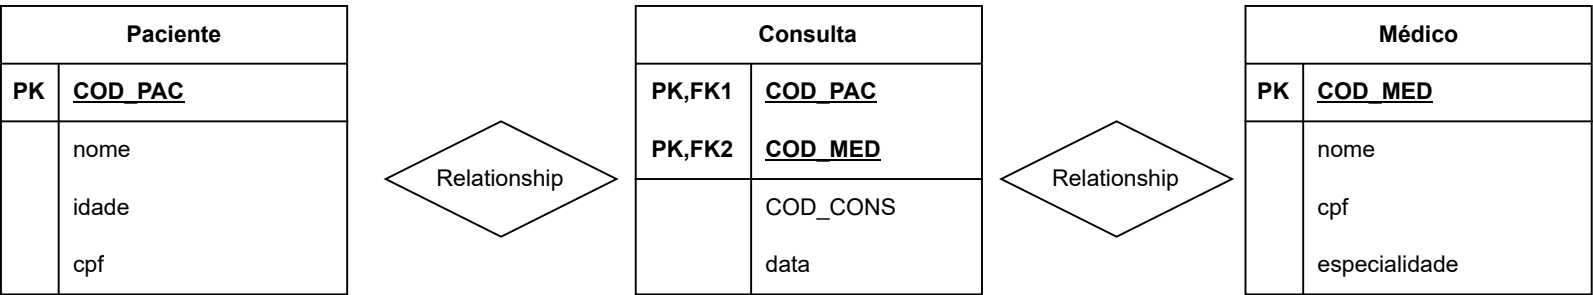 Paciente
PK COD_PAC
nome
idade
cpf
Relationship
Consulta
PK,FK1 COD_PAC
PK,FK2 COD_MED
COD_CONS
data
Relationship
Médico
PK COD_MED
nome
cpf
especialidade